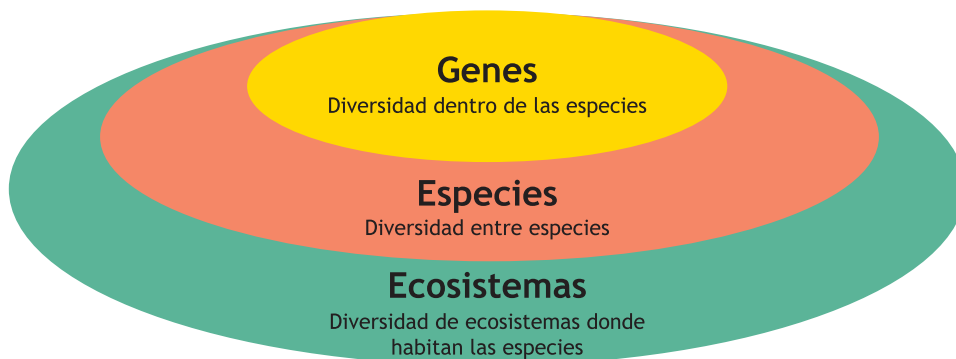 Genes
Diversidad dentro de las especies
Especies
Diversidad entre especies
Ecosistemas
Diversidad de ecosistemas donde
habitan las especies